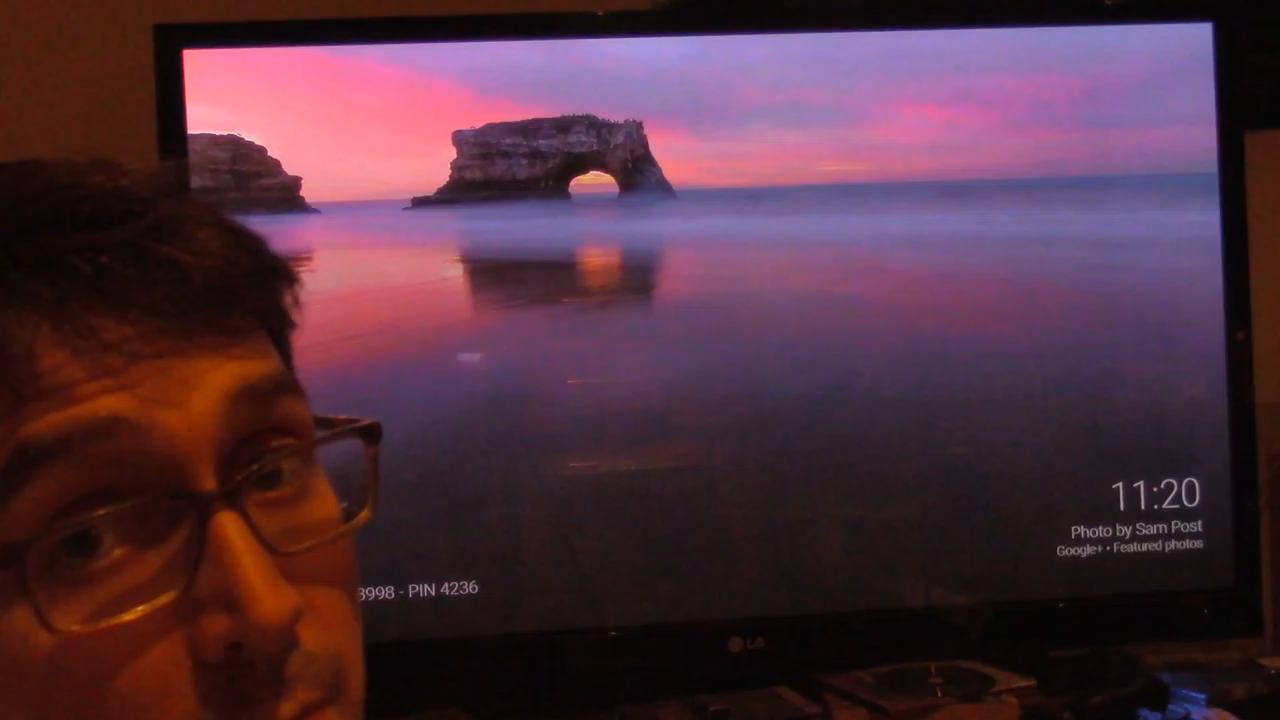 11:20
Photo by Sam Post
Google+ • Featured photos
3998 - PIN 4236
LG